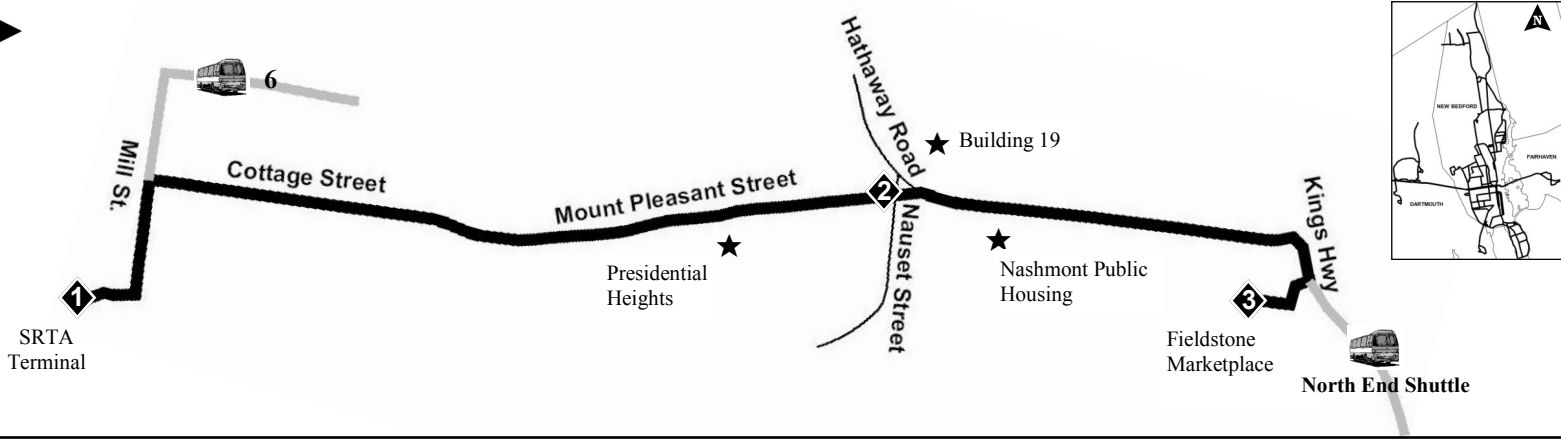 6
Mill St.
Cottage Street
Mount Pleasant Street
Hathaway Road
Building 19
2
Nauset Street
Presidential
Heights
Nashmont Public
Housing
Kings Hwy
1
SRTA
Terminal
3
Fieldstone
Marketplace
North End Shuttle
N
NEW BEDFORD
FAIRHAVEN
DARTMOUTH